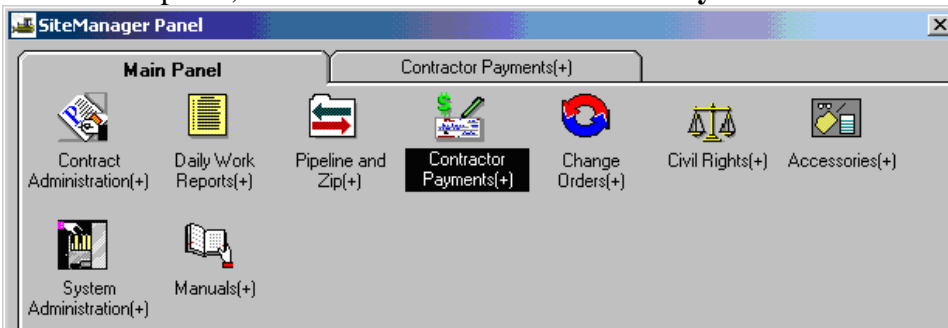 SiteManager Panel
Main Panel
Contractor Payments(+)
Contract
Administration(+)
Daily Work
Reports(+)
Pipeline and
Zip(+)
Contractor
Payments(+)
Change
Orders(+)
Civil Rights(+)
Accessories(+)
System
Administration(+)
Manuals(+)